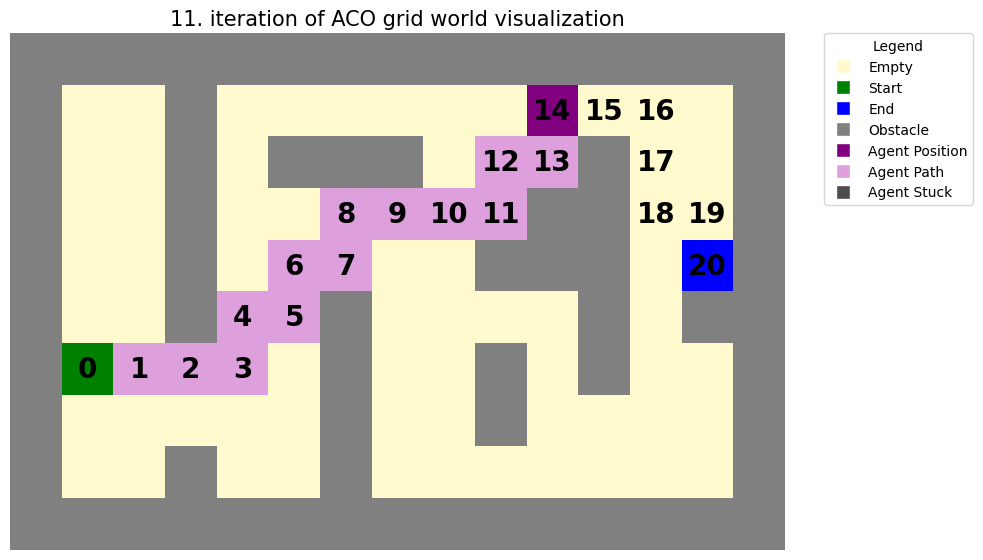 11. iteration of ACO grid world visualization
Legend
Empty
Start
End
Obstacle
Agent Position
Agent Path
Agent Stuck
14 15 16
12 13 17
8 9 10 11 18 19
6 7 20
4 5
0 1 2 3